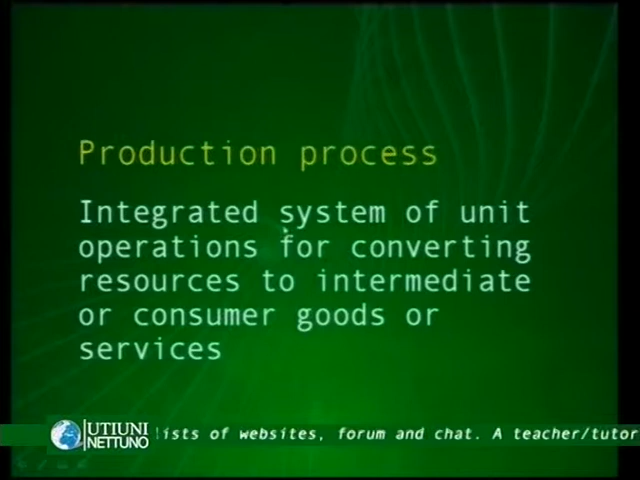 Production process
Integrated system of unit
operations for converting
resources to intermediate
or consumer goods or
services
UTIUNI
NETTUNO
lists of websites, forum and chat. A teacher/tutor